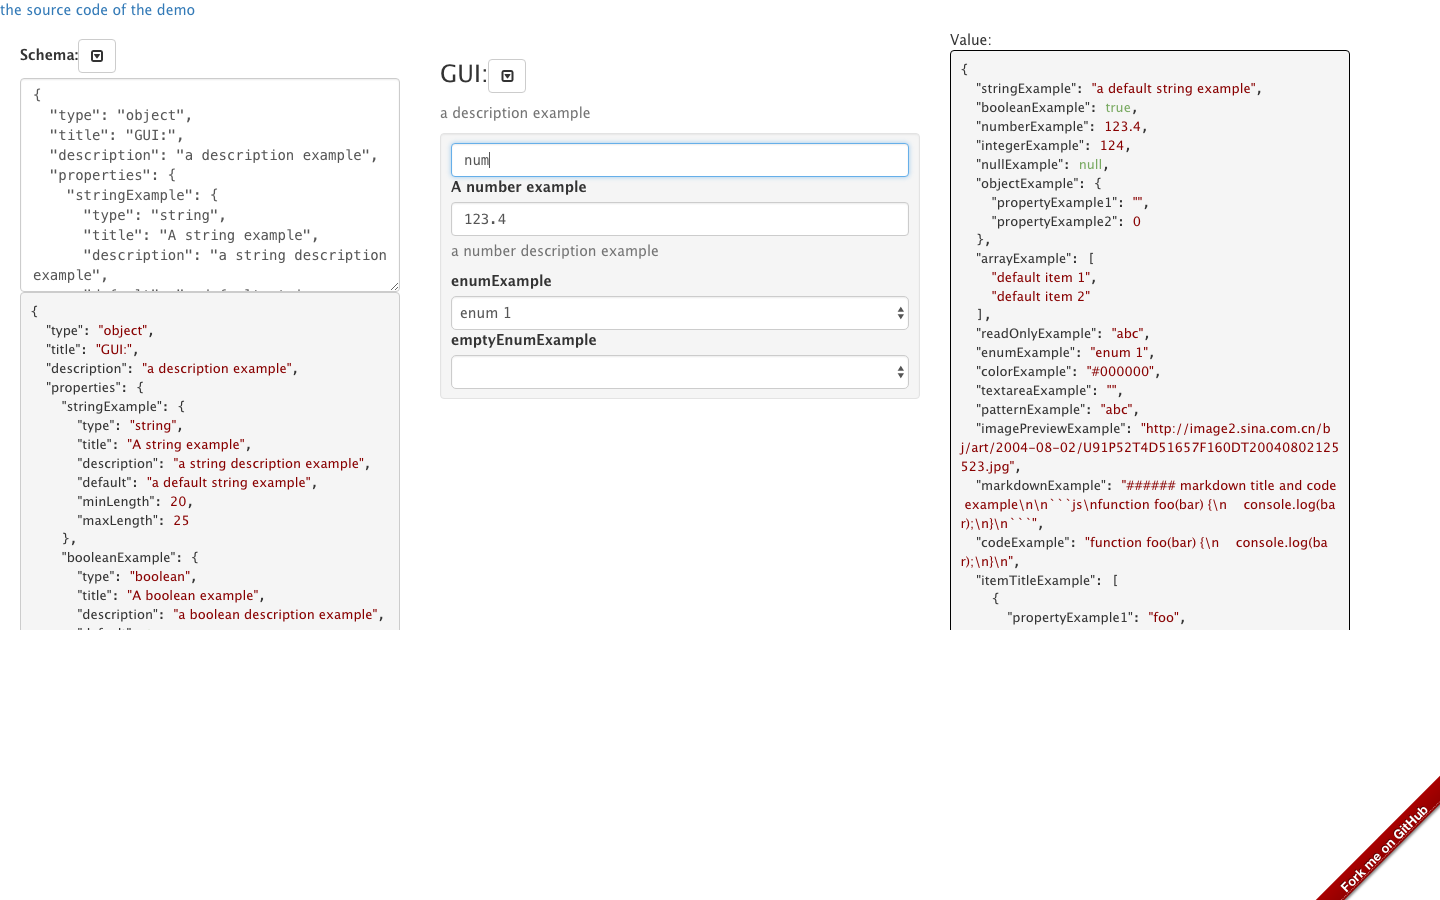 the source code of the demo
Schema:
{
  "type": "object",
  "title": "GUI:",
  "description": "a description example",
  "properties": {
    "stringExample": {
      "type": "string",
      "title": "A string example",
      "description": "a string description
example",
{
  "type": "object",
  "title": "GUI:",
  "description": "a description example",
  "properties": {
    "stringExample": {
      "type": "string",
      "title": "A string example",
      "description": "a string description example",
      "default": "a default string example",
      "minLength": 20,
      "maxLength": 25
    },
    "booleanExample": {
      "type": "boolean",
      "title": "A boolean example",
      "description": "a boolean description example",
GUI:
a description example
num
A number example
123.4
a number description example
enumExample
enum 1
emptyEnumExample
Value:
{
  "stringExample": "a default string example",
  "booleanExample": true,
  "numberExample": 123.4,
  "integerExample": 124,
  "nullExample": null,
  "objectExample": {
    "propertyExample1": "",
    "propertyExample2": 0
  },
  "arrayExample": [
    "default item 1",
    "default item 2"
  ],
  "readOnlyExample": "abc",
  "enumExample": "enum 1",
  "colorExample": "#000000",
  "textareaExample": "",
  "patternExample": "abc",
  "imagePreviewExample": "http://image2.sina.com.cn/b
j/art/2004-08-02/U91P52T4D51657F160DT20040802125
523.jpg",
  "markdownExample": "###### markdown title and code
 example\n\n```js\nfunction foo(bar) {\n    console.log(ba
r);\n}\n```",
  "codeExample": "function foo(bar) {\n    console.log(ba
r);\n}\n",
  "itemTitleExample": [
    {
      "propertyExample1": "foo",
Fork me on GitHub